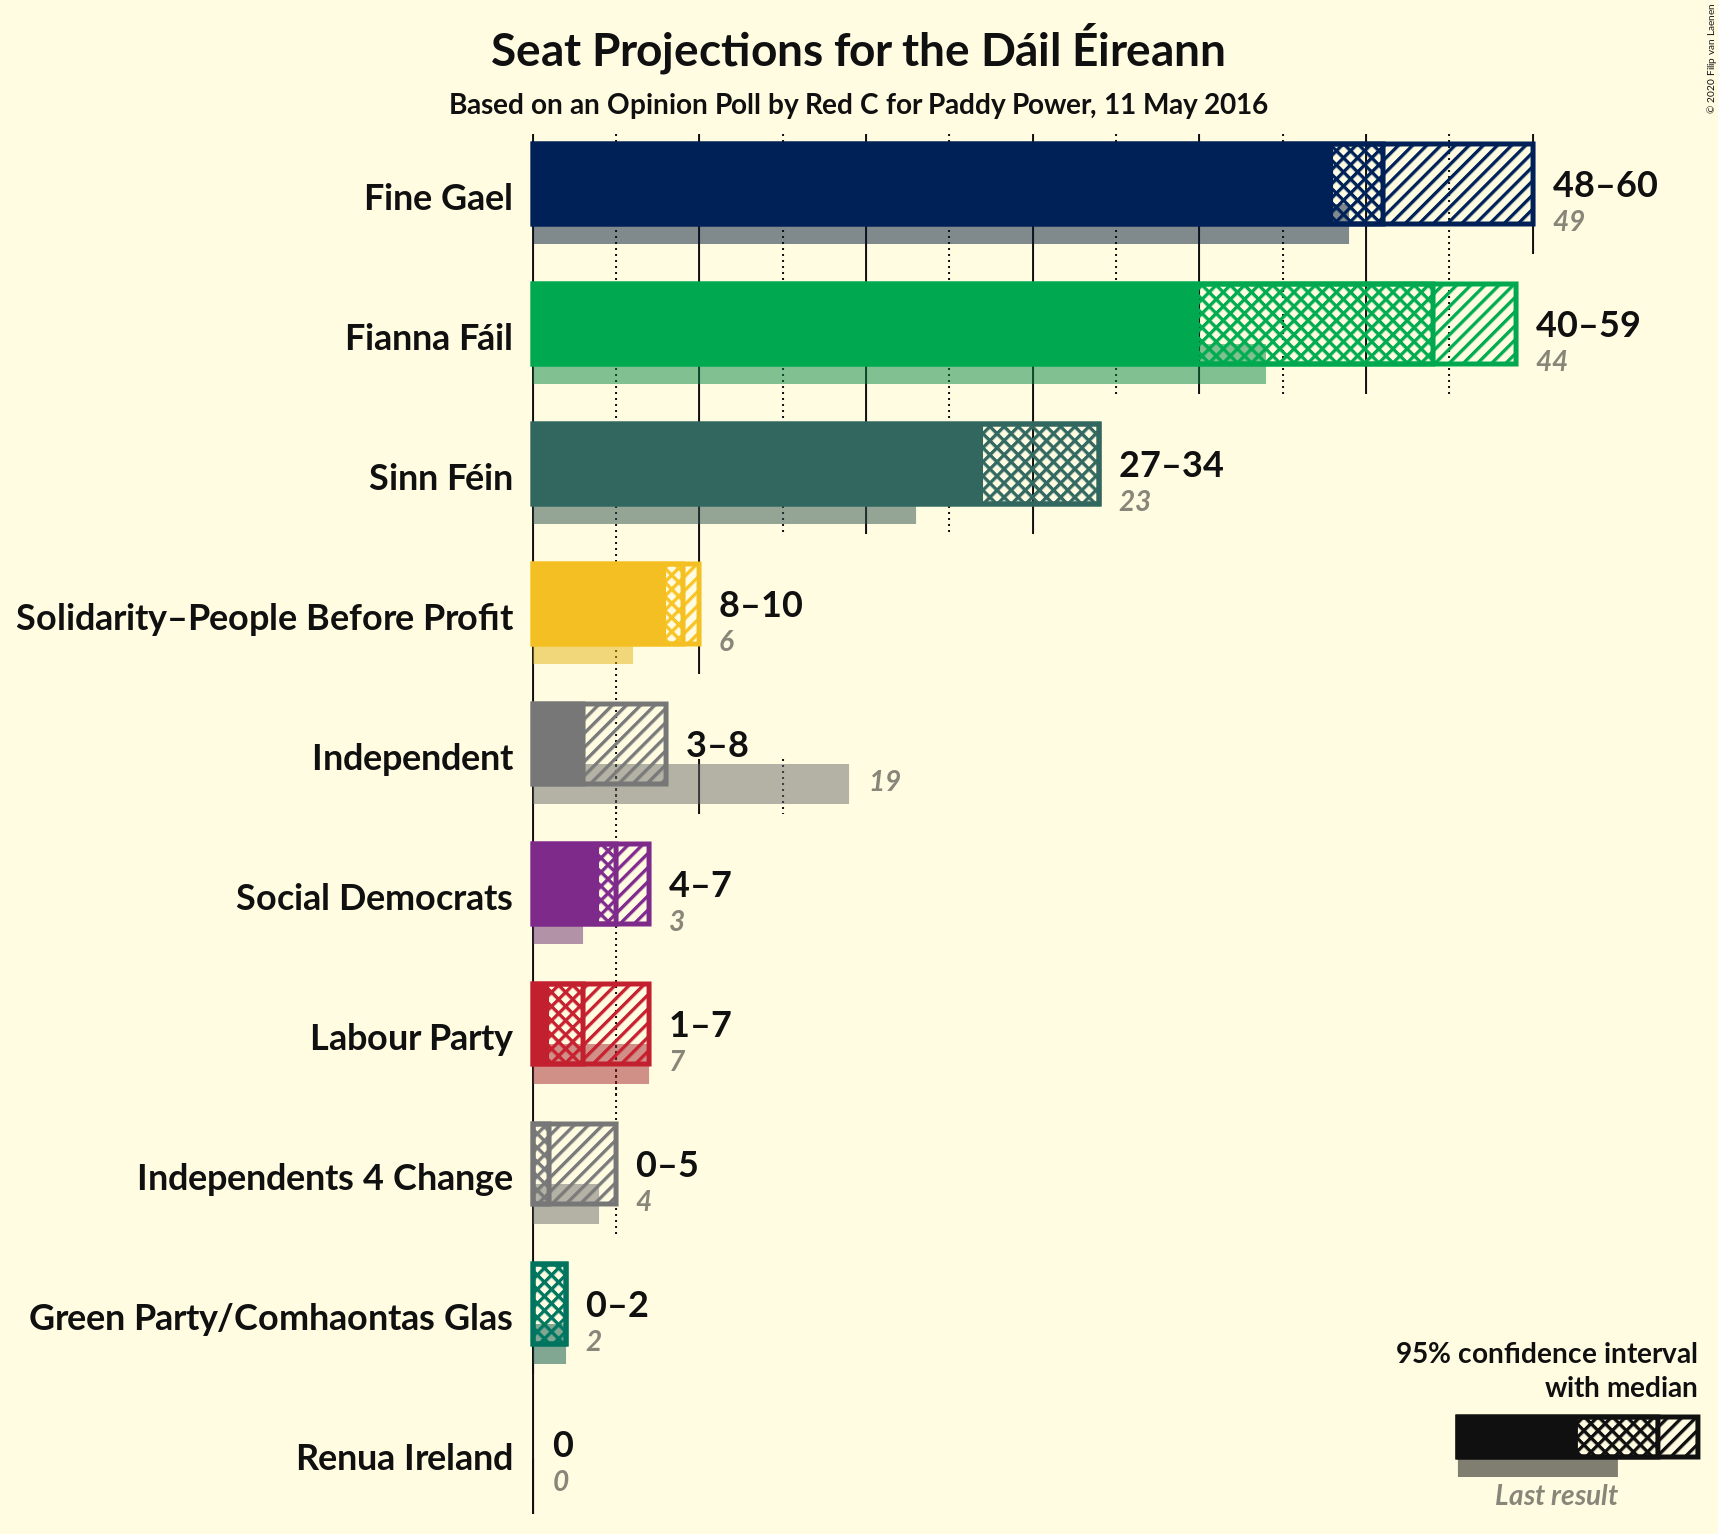 Seat Projections for the Dáil Éireann
Based on an Opinion Poll by Red C for Paddy Power, 11 May 2016
© 2020 Filip van Laenen
Fine Gael
48–60
49
Fianna Fáil
40–59
44
Sinn Féin
27–34
23
Solidarity–People Before Profit
8–10
6
Independent
3–8
19
Social Democrats
4–7
3
Labour Party
1–7
7
Independents 4 Change
0–5
4
Green Party/Comhaontas Glas
0–2
2
Renua Ireland
0
0
95% confidence interval
with median
Last result